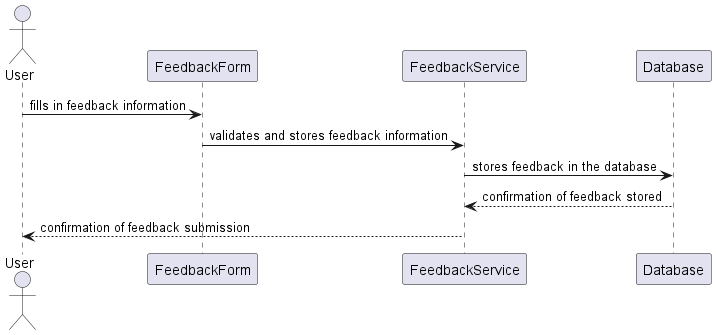 User
FeedbackForm
FeedbackService
Database
fills in feedback information
validates and stores feedback information
stores feedback in the database
confirmation of feedback stored
confirmation of feedback submission
User
FeedbackForm
FeedbackService
Database